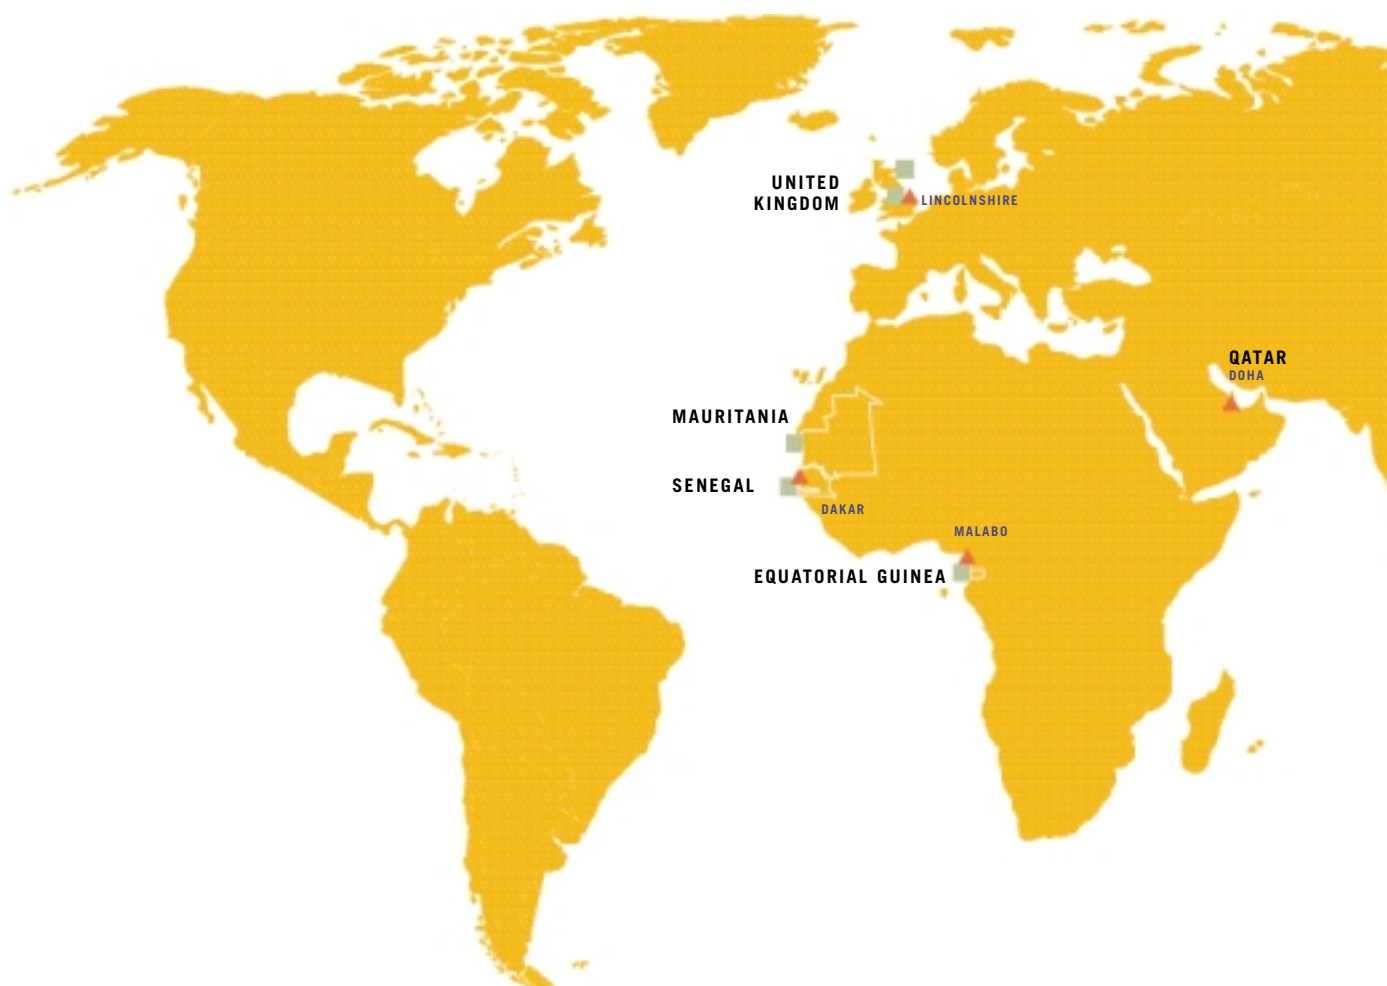 UNITED
KINGDOM
LINCOLNSHIRE
QATAR
DOHA
MAURITANIA
SENEGAL
DAKAR
MALABO
EQUATORIAL GUINEA